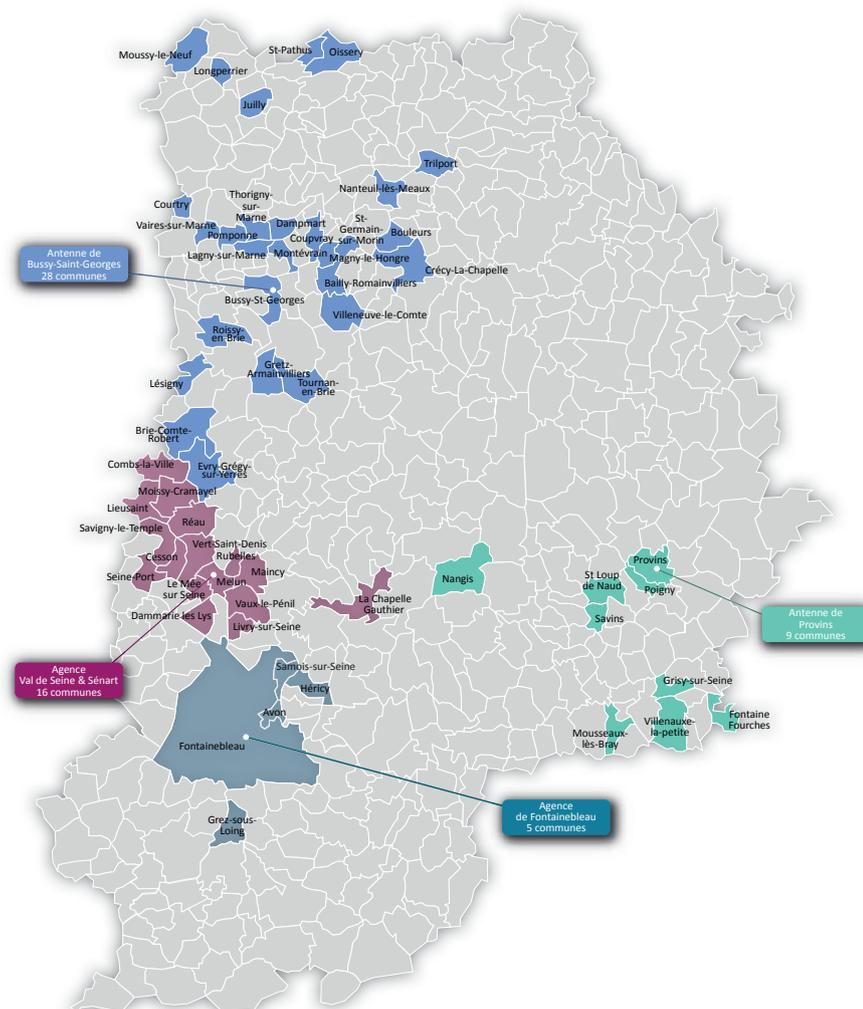 St-Pathus
Oissery
Moussy-le-Neuf
Longperrier
Juilly
Trilport
Nanteuil-lès-Meaux
Courtry
Thorigny-
sur-
Marne
Vaires-sur-Marne
Pomponne
Dampmart
Coupvray
St-
Germain-
sur-Morin
Bouleurs
Lagny-sur-Marne
Montévrain
Magny-le-Hongre
Crécy-La-Chapelle
Bailly-Romainvilliers
Antenne de
Bussy-Saint-Georges
28 communes
Bussy-St-Georges
Villeneuve-le-Comte
Roissy-
en-Brie
Lésigny
Gretz-
Armainvilliers
Tournan-
en-Brie
Brie-Comte-
Robert
Combs-la-Ville
Evry-Grégy-
sur-Yerres
Moissy-Cramayel
Lieusaint
Réau
Savigny-le-Temple
Vert-Saint-Denis
Cesson
Rubelles
Seine-Port
Maincy
Le Mée
sur Seine
Melun
Vaux-le-Pénil
Dammarie les Lys
Livry-sur-Seine
La Chapelle
Gauthier
Nangis
Provins
St Loup
de Naud
Poigny
Savins
Antenne de
Provins
9 communes
Agence
Val de Seine & Sénart
16 communes
Samois-sur-Seine
Héricy
Avon
Fontainebleau
Grisy-sur-Seine
Mousseaux-
lès-Bray
Villenauxe-
la-petite
Fontaine
Fourches
Agence
de Fontainebleau
5 communes
Grez-sous-
Loing